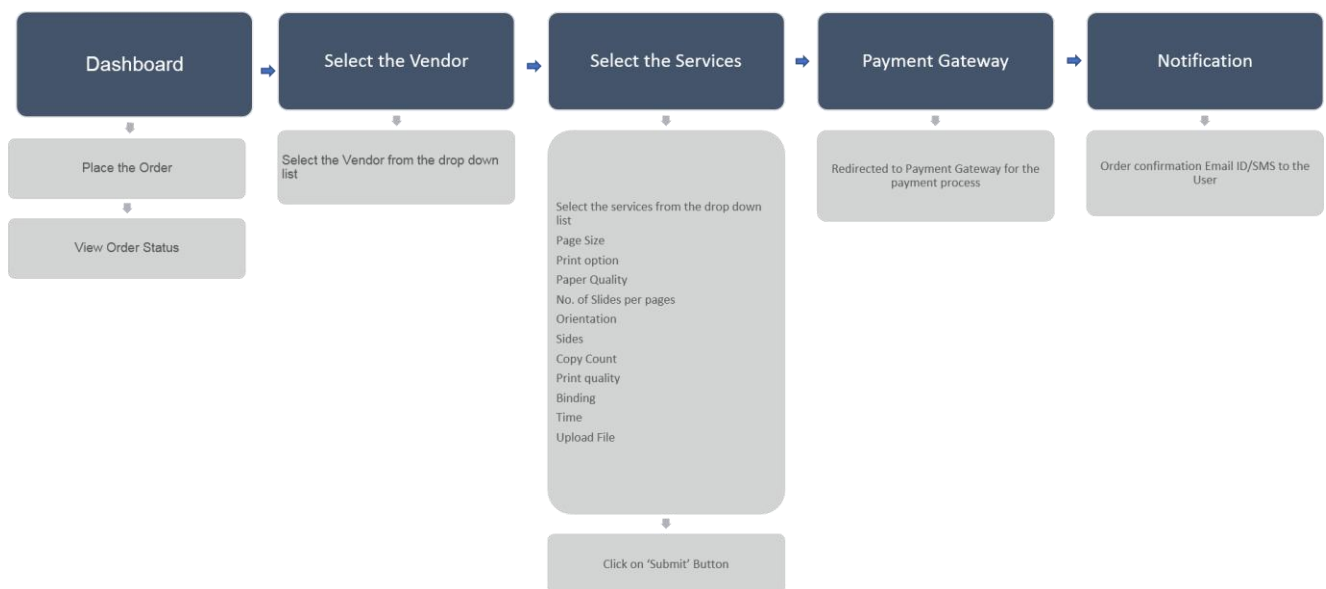 Dashboard
Place the Order
View Order Status
Select the Vendor
Select the Vendor from the drop down
list
Select the Services
Select the services from the drop down
list
Page Size
Print option
Paper Quality
No. of Slides per pages
Orientation
Sides
Copy Count
Print quality
Binding
Time
Upload File
Click on ‘Submit’ Button
Payment Gateway
Redirected to Payment Gateway for the
payment process
Notification
Order confirmation Email ID/SMS to the
User